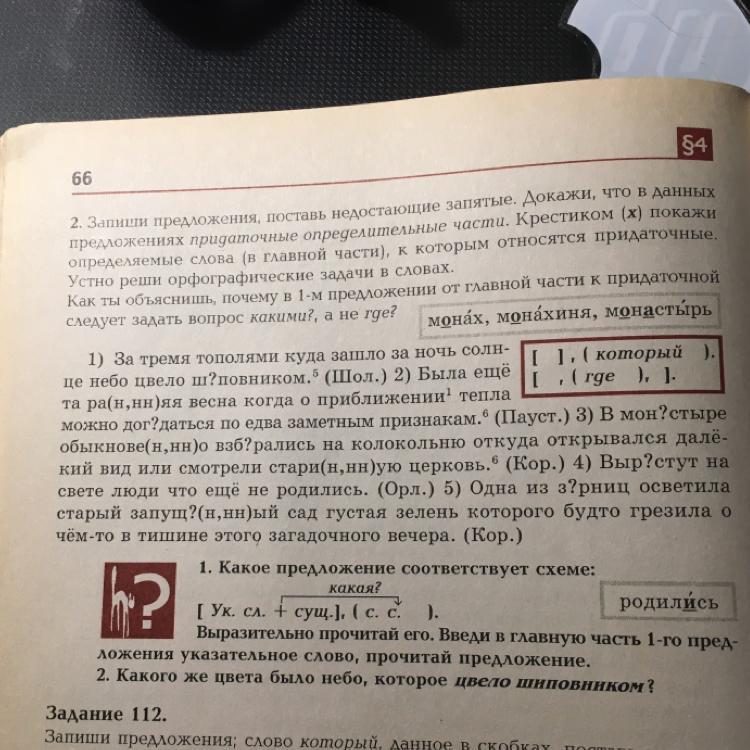 66
§4
2. Запиши предложения, поставь недостающие запятые. Докажи, что в данных
предложениях придаточные определительные части. Крестиком (x) покажи
определяемые слова (в главной части), к которым относятся придаточные.
Устно реши орфографические задачи в словах.
Как ты объяснишь, почему в 1-м предложении от главной части к придаточной
следует задать вопрос какими?, а не где?
мона́х, мона́хиня, монасты́рь
1) За тремя тополями куда зашло за ночь солн-
це небо цвело ш?повником.⁵ (Шол.) 2) Была ещё
та ра(н,нн)яя весна когда о приближении¹ тепла
[ ], ( который ).
[ , ( где ), ].
можно дог?даться по едва заметным признакам.⁶ (Пауст.) 3) В мон?стыре
обыкнове(н,нн)о взб?рались на колокольню откуда открывался далё-
кий вид или смотрели стари(н,нн)ую церковь.⁶ (Кор.) 4) Выр?стут на
свете люди что ещё не родились. (Орл.) 5) Одна из з?рниц осветила
старый запущ?(н,нн)ый сад густая зелень которого будто грезила о
чём-то в тишине этого загадочного вечера. (Кор.)
?
1. Какое предложение соответствует схеме:
какая?
[ Ук. сл. + сущ.], ( с. с. ).
родили́сь
Выразительно прочитай его. Введи в главную часть 1-го пред-
ложения указательное слово, прочитай предложение.
2. Какого же цвета было небо, которое цвело шиповником?
Задание 112.
Запиши предложения; слово который, данное в скобках,